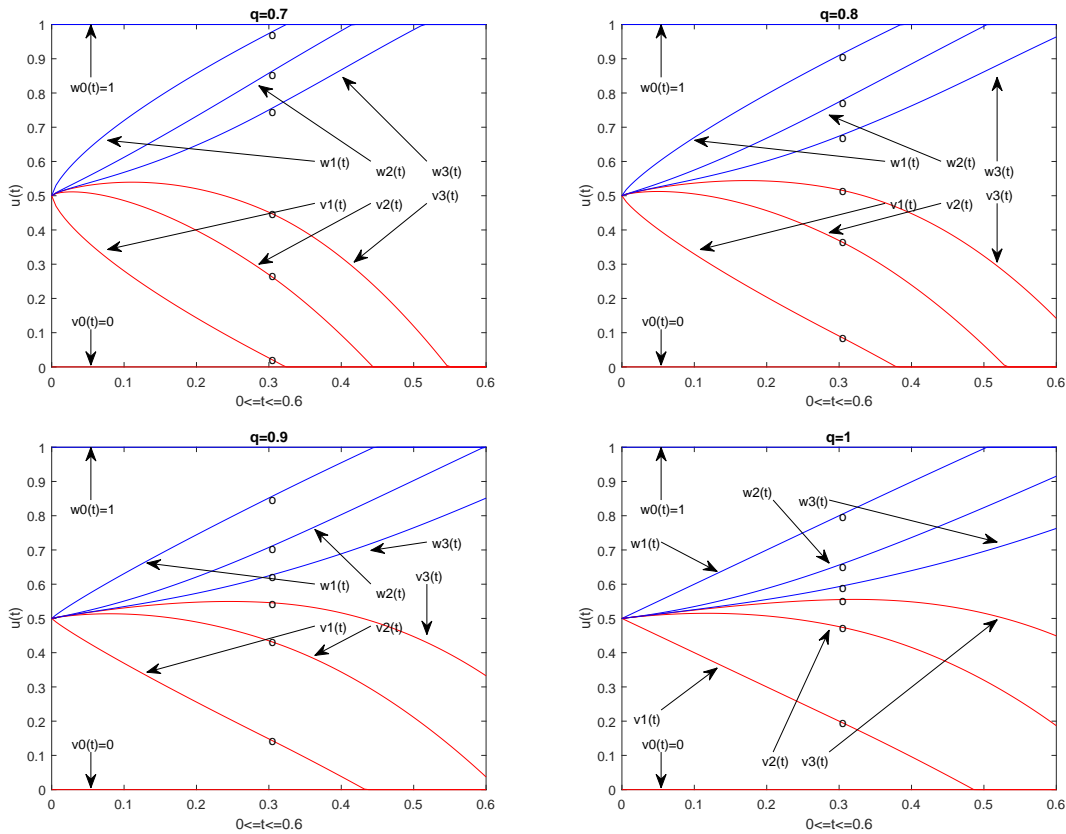 q=0.7
1
0.9
0.8
0.7
0.6
0.5
0.4
0.3
0.2
0.1
0
u(t)
w0(t)=1
w1(t)
w2(t)
w3(t)
v1(t)
v2(t)
v3(t)
v0(t)=0
0 0.1 0.2 0.3 0.4 0.5 0.6
0<=t<=0.6
q=0.8
1
0.9
0.8
0.7
0.6
0.5
0.4
0.3
0.2
0.1
0
u(t)
w0(t)=1
w1(t)
w2(t)
w3(t)
v1(t)
v2(t)
v3(t)
v0(t)=0
0 0.1 0.2 0.3 0.4 0.5 0.6
0<=t<=0.6
q=0.9
1
0.9
0.8
0.7
0.6
0.5
0.4
0.3
0.2
0.1
0
u(t)
w0(t)=1
w3(t)
w1(t)
w2(t)
v3(t)
v1(t)
v2(t)
v0(t)=0
0 0.1 0.2 0.3 0.4 0.5 0.6
0<=t<=0.6
q=1
1
0.9
0.8
0.7
0.6
0.5
0.4
0.3
0.2
0.1
0
u(t)
w0(t)=1
w2(t)
w3(t)
w1(t)
v1(t)
v0(t)=0
v2(t)
v3(t)
0 0.1 0.2 0.3 0.4 0.5 0.6
0<=t<=0.6